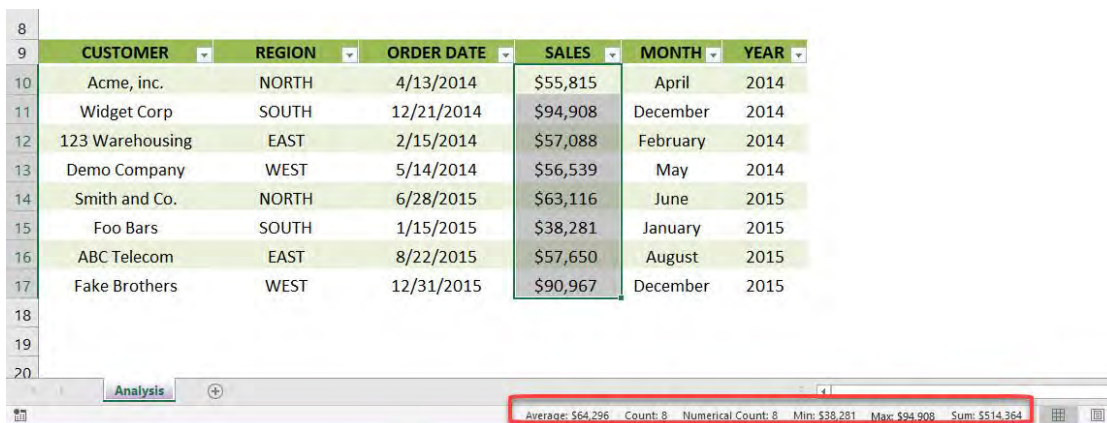 8
9 CUSTOMER REGION ORDER DATE SALES MONTH YEAR
10 Acme, inc. NORTH 4/13/2014 $55,815 April 2014
11 Widget Corp SOUTH 12/21/2014 $94,908 December 2014
12 123 Warehousing EAST 2/15/2014 $57,088 February 2014
13 Demo Company WEST 5/14/2014 $56,539 May 2014
14 Smith and Co. NORTH 6/28/2015 $63,116 June 2015
15 Foo Bars SOUTH 1/15/2015 $38,281 January 2015
16 ABC Telecom EAST 8/22/2015 $57,650 August 2015
17 Fake Brothers WEST 12/31/2015 $90,967 December 2015
18
19
20
Analysis
Average: $64,296 Count: 8 Numerical Count: 8 Min: $38,281 Max: $94,908 Sum: $514,364